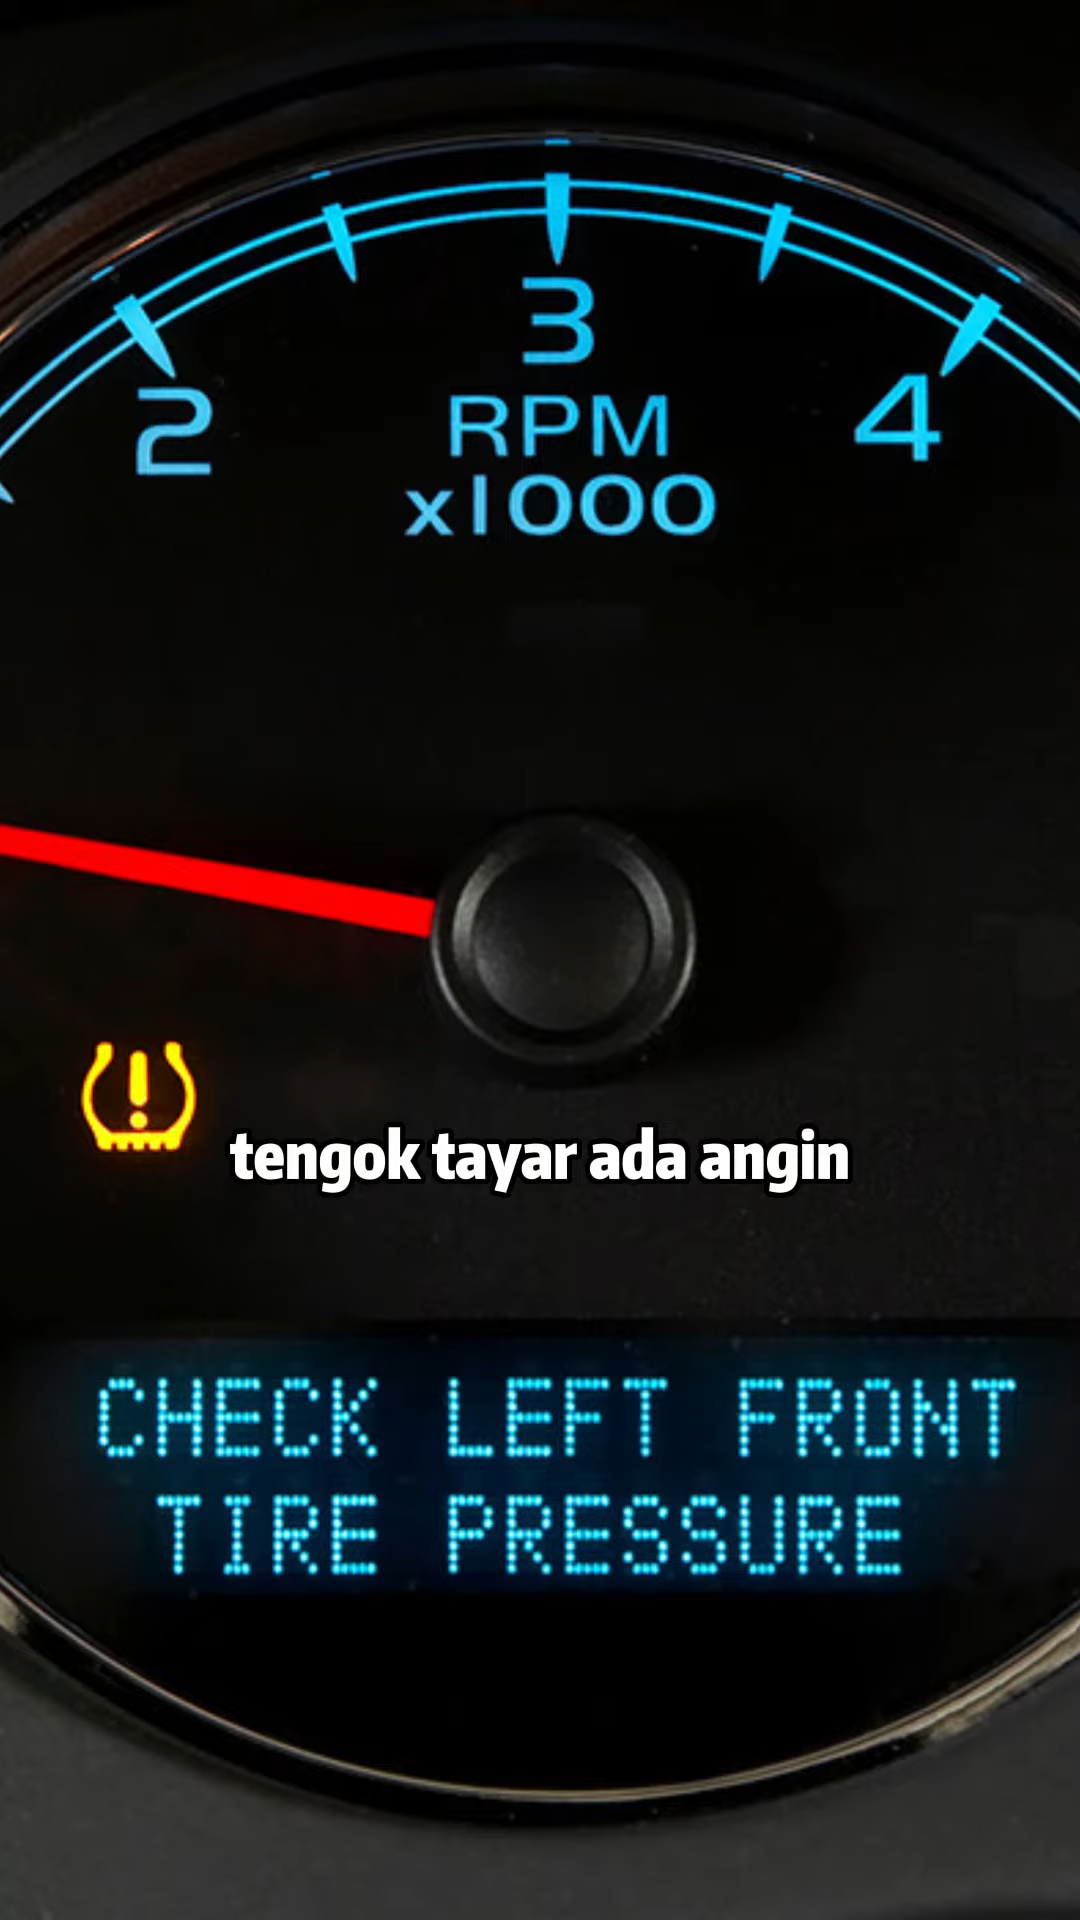 3
2
4
RPM
x1000
tengok tayar ada angin
CHECK LEFT FRONT
TIRE PRESSURE